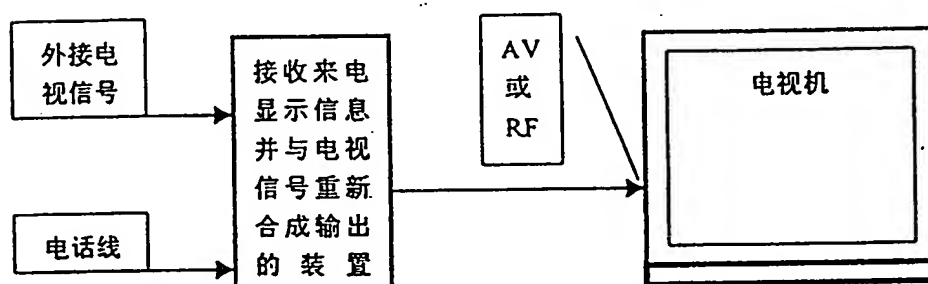 外接电
视信号
电话线
接收来电
显示信息
并与电视
信号重新
合成输出
的装置
AV
或
RF
电视机